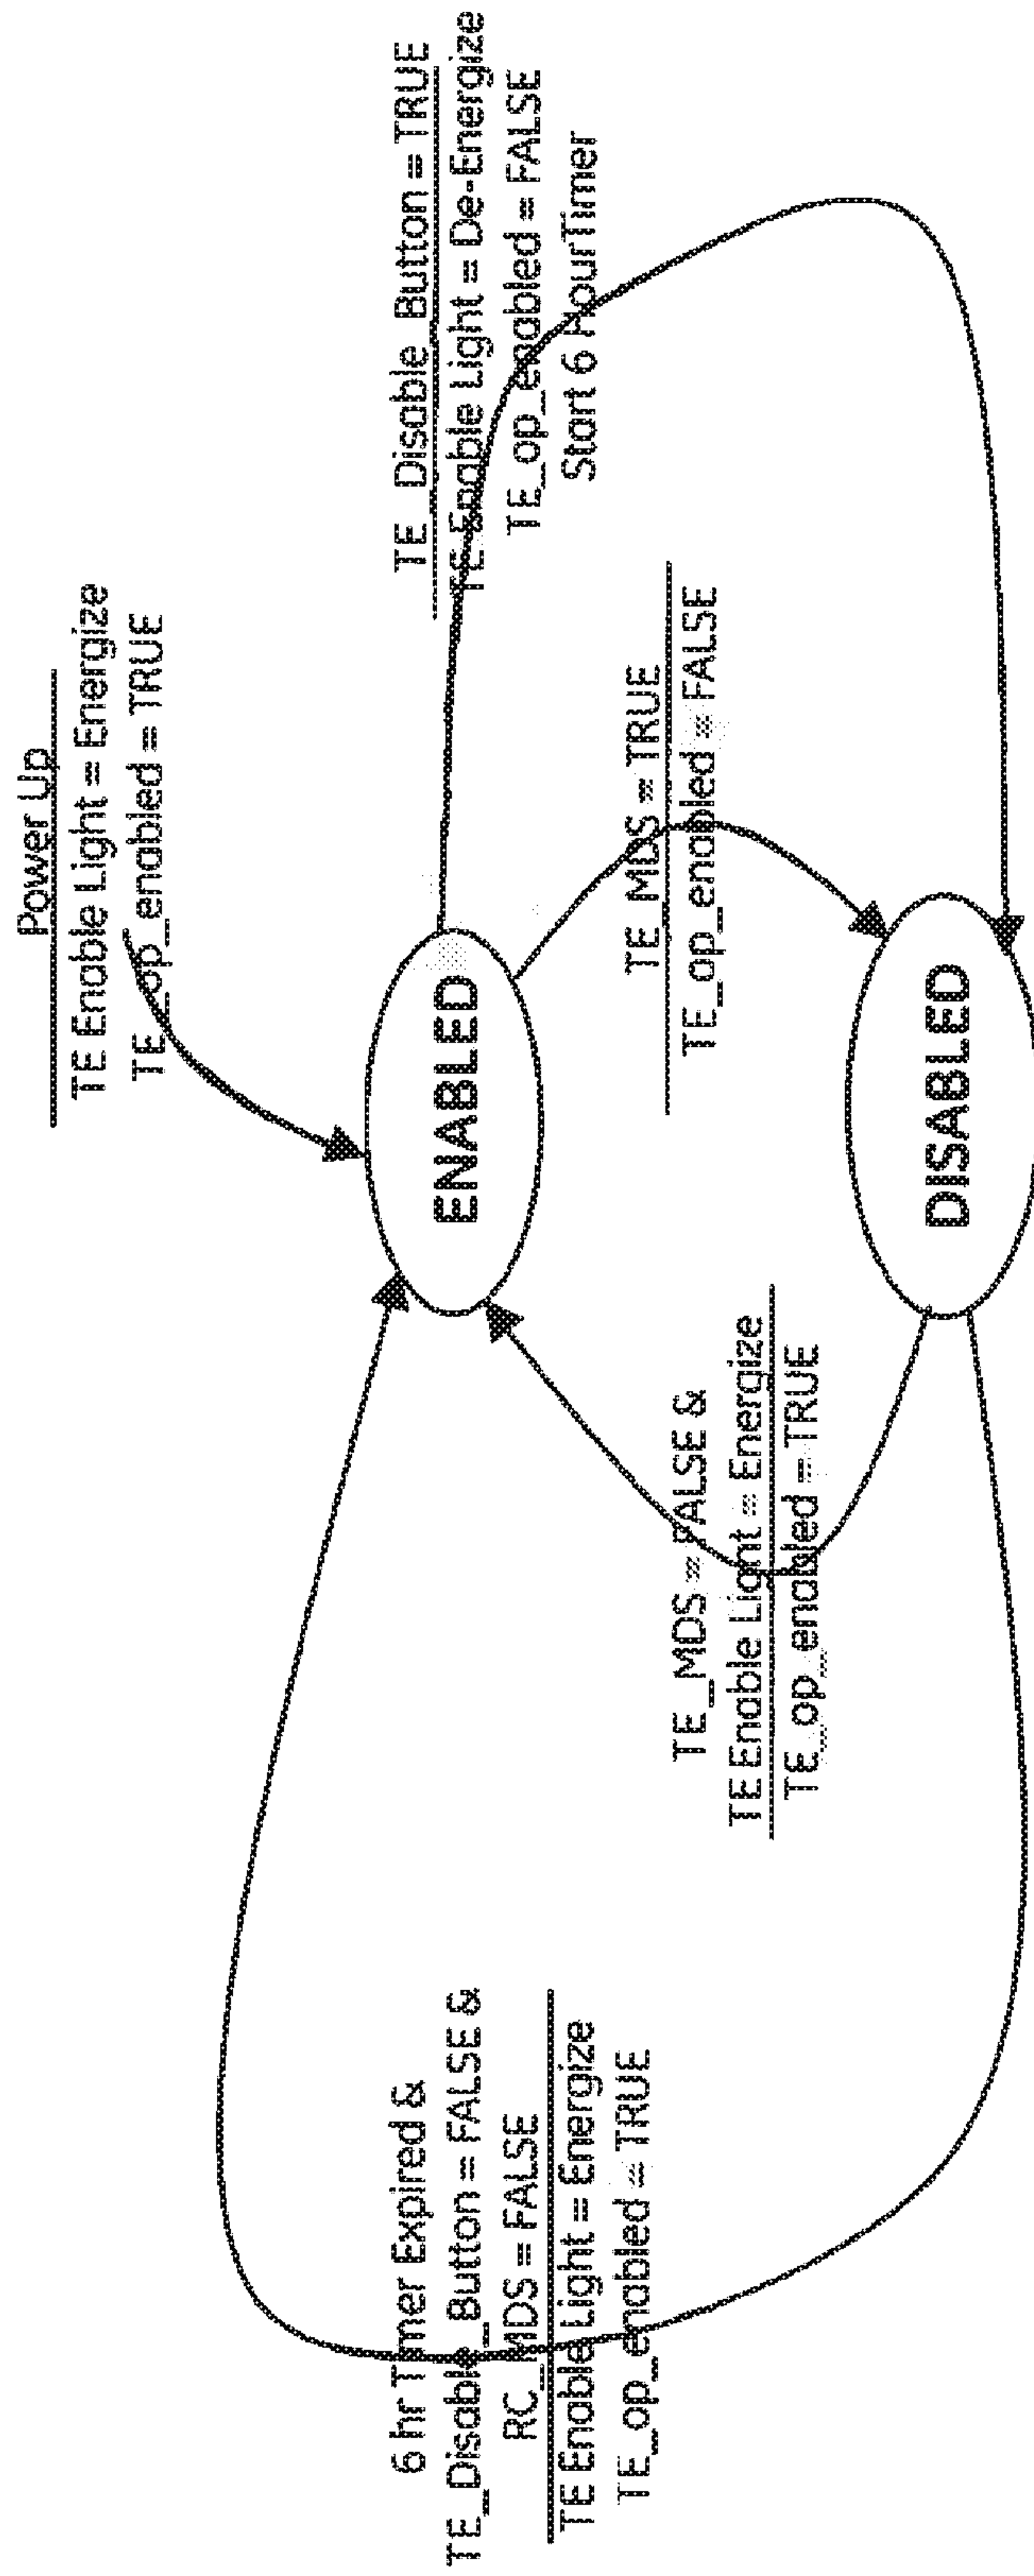 Power Up
TE Enable Light = Energize
TE_op_enabled = TRUE
6 hr Timer Expired &
TE_Disable_Button = FALSE &
RC_MDS = FALSE
TE Enable Light = Energize
TE_op_enabled = TRUE
ENABLED
TE_Disable_Button = TRUE
TE Enable Light = De-Energize
TE_op_enabled = FALSE
Start 6 HourTimer
TE_MDS = FALSE &
TE Enable Light = Energize
TE_op_enabled = TRUE
TE_MDS = TRUE
TE_op_enabled = FALSE
DISABLED